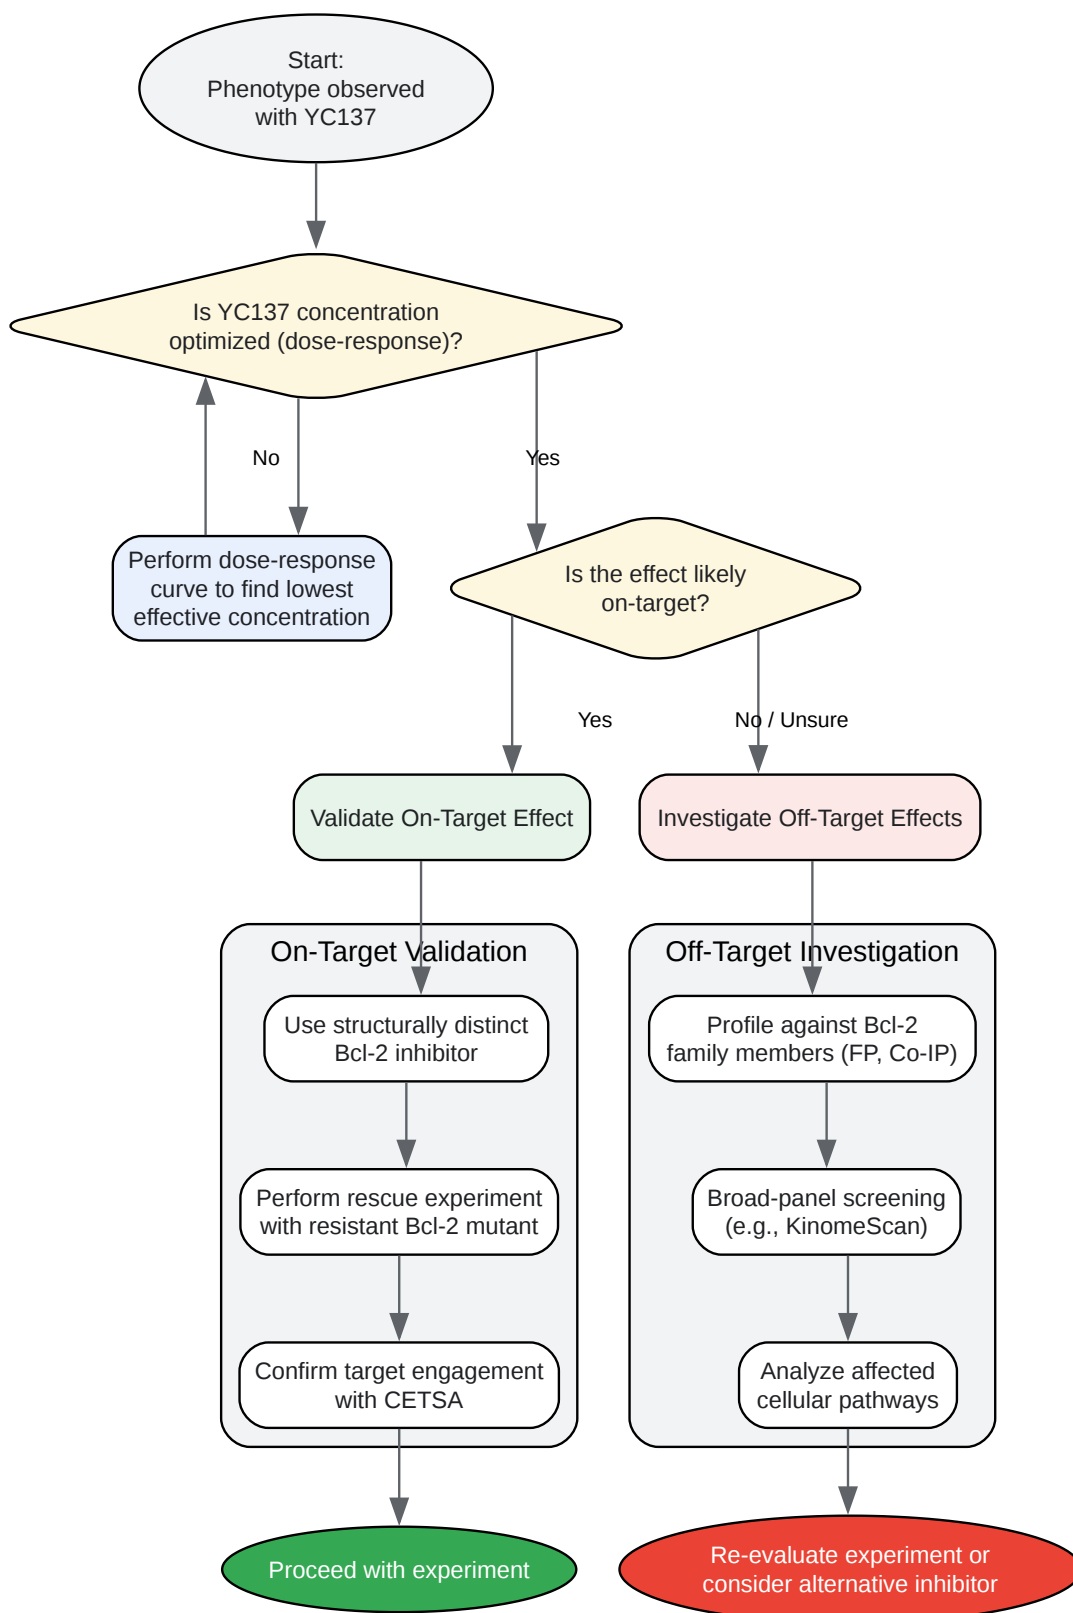 Start:
Phenotype observed
with YC137
Is YC137 concentration
optimized (dose-response)?
No
Yes
Perform dose-response
curve to find lowest
effective concentration
Is the effect likely
on-target?
Yes
No / Unsure
Validate On-Target Effect
Investigate Off-Target Effects
On-Target Validation
Use structurally distinct
Bcl-2 inhibitor
Perform rescue experiment
with resistant Bcl-2 mutant
Confirm target engagement
with CETSA
Off-Target Investigation
Profile against Bcl-2
family members (FP, Co-IP)
Broad-panel screening
(e.g., KinomeScan)
Analyze affected
cellular pathways
Proceed with experiment
Re-evaluate experiment or
consider alternative inhibitor